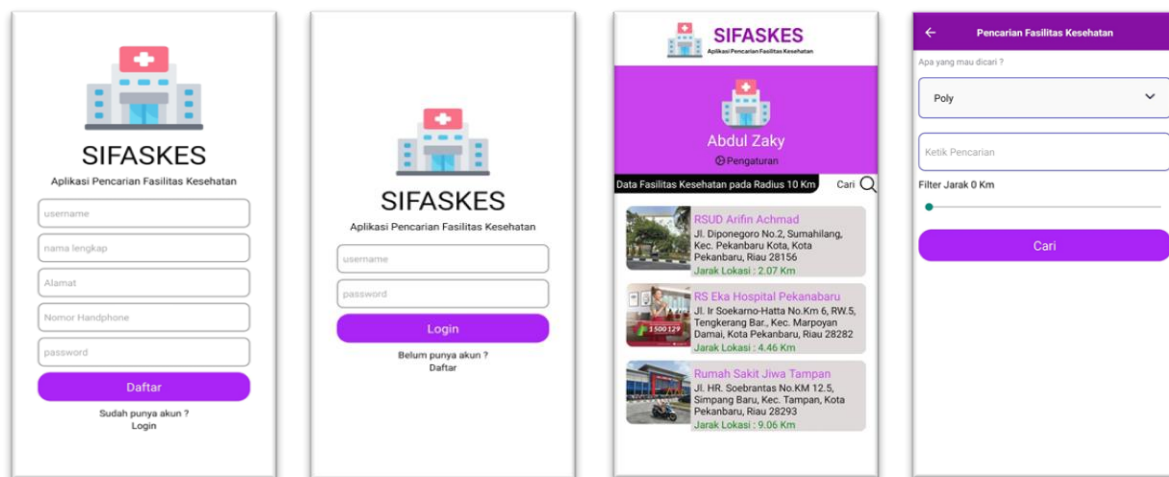 SIFASKES
Aplikasi Pencarian Fasilitas Kesehatan
username
nama lengkap
Alamat
Nomor Handphone
password
Daftar
Sudah punya akun ?
Login
SIFASKES
Aplikasi Pencarian Fasilitas Kesehatan
username
password
Login
Belum punya akun ?
Daftar
SIFASKES
Aplikasi Pencarian Fasilitas Kesehatan
Abdul Zaky
Pengaturan
Data Fasilitas Kesehatan pada Radius 10 Km
Cari
RSUD Arifin Achmad
Jl. Diponegoro No.2, Sumahilang,
Kec. Pekanbaru Kota, Kota
Pekanbaru, Riau 28156
Jarak Lokasi : 2.07 Km
1500129
RS Eka Hospital Pekanabaru
Jl. Ir Soekarno-Hatta No.Km 6, RW.5,
Tengkerang Bar., Kec. Marpoyan
Damai, Kota Pekanbaru, Riau 28282
Jarak Lokasi : 4.46 Km
Rumah Sakit Jiwa Tampan
Jl. HR. Soebrantas No.KM 12.5,
Simpang Baru, Kec. Tampan, Kota
Pekanbaru, Riau 28293
Jarak Lokasi : 9.06 Km
Pencarian Fasilitas Kesehatan
Apa yang mau dicari ?
Poly
Ketik Pencarian
Filter Jarak 0 Km
Cari